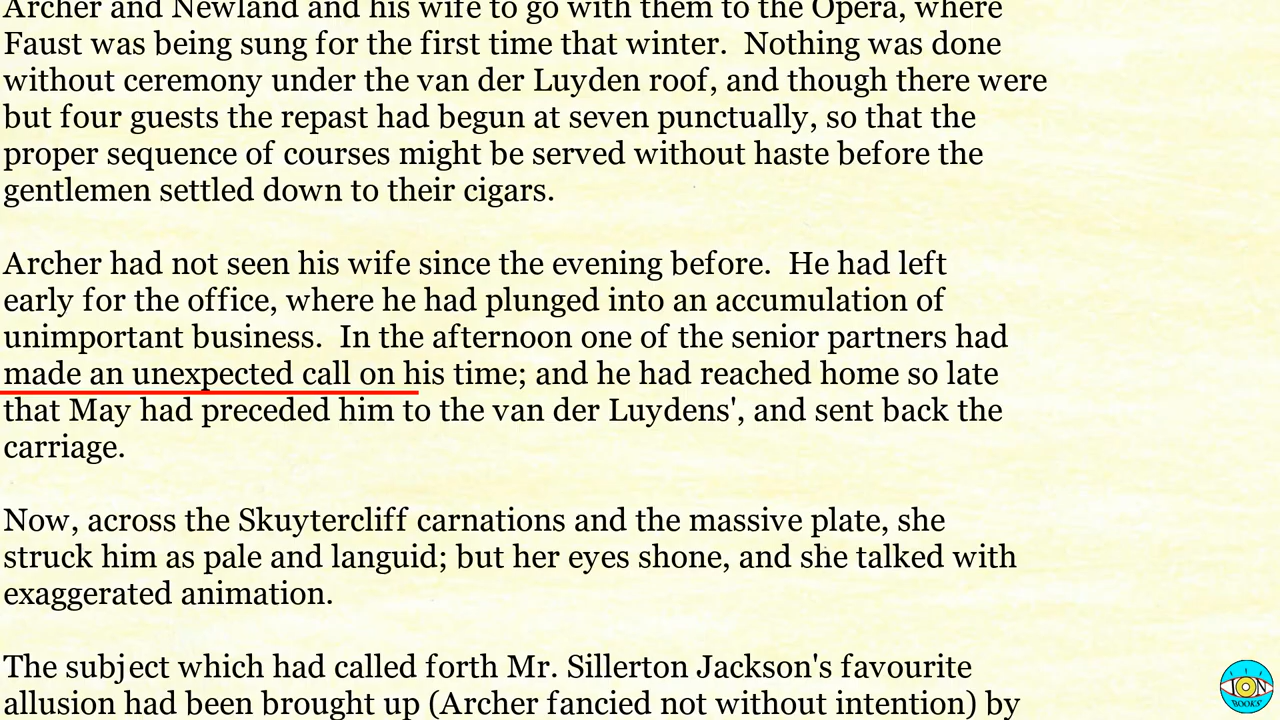 Archer and Newland and his wife to go with them to the Opera, where
Faust was being sung for the first time that winter.  Nothing was done
without ceremony under the van der Luyden roof, and though there were
but four guests the repast had begun at seven punctually, so that the
proper sequence of courses might be served without haste before the
gentlemen settled down to their cigars.
Archer had not seen his wife since the evening before.  He had left
early for the office, where he had plunged into an accumulation of
unimportant business.  In the afternoon one of the senior partners had
made an unexpected call on his time; and he had reached home so late
that May had preceded him to the van der Luydens', and sent back the
carriage.
Now, across the Skuytercliff carnations and the massive plate, she
struck him as pale and languid; but her eyes shone, and she talked with
exaggerated animation.
The subject which had called forth Mr. Sillerton Jackson's favourite
allusion had been brought up (Archer fancied not without intention) by
ION
BOOKS